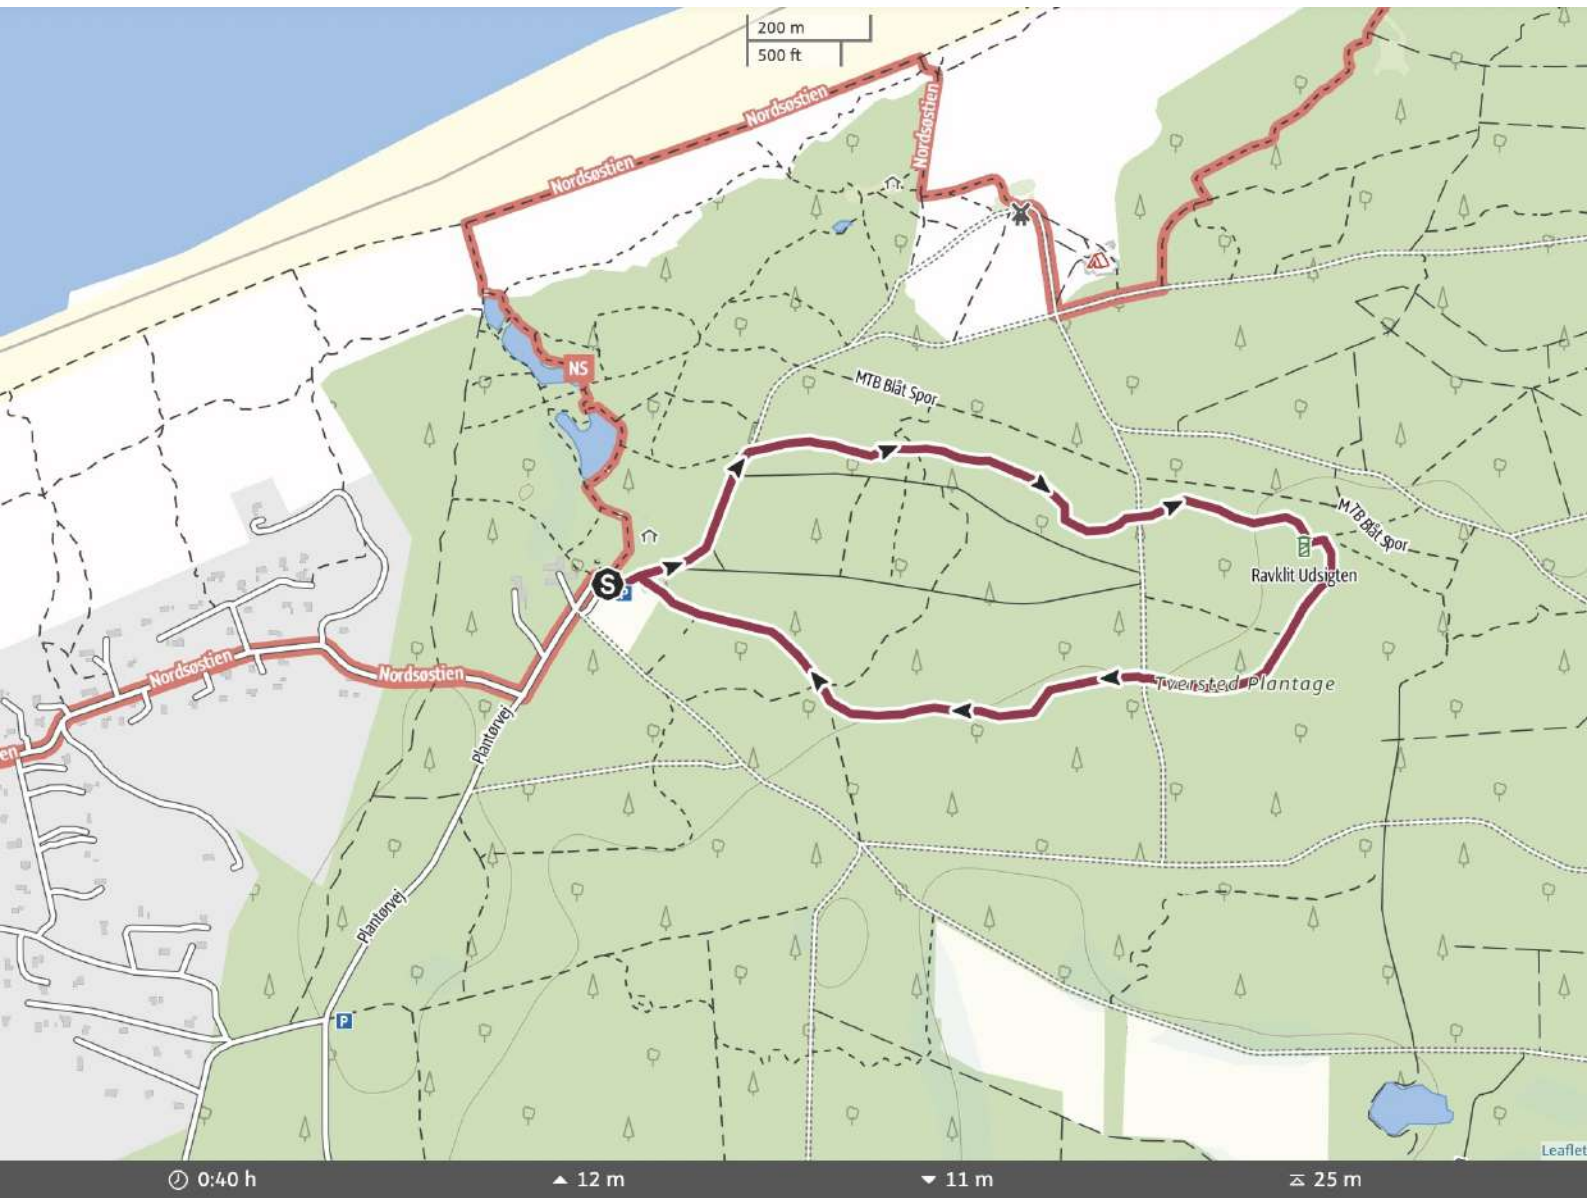 200 m
500 ft
Nordsøstien
Nordsøstien
Nordsøstien
NS
MTB Blåt Spor
MTB Blåt Spor
Ravklit Udsigten
S
P
Nordsøstien
Nordsøstien
Tversted Plantage
Plantørvej
en
Plantørvej
P
Leaflet
0:40 h
12 m
11 m
25 m